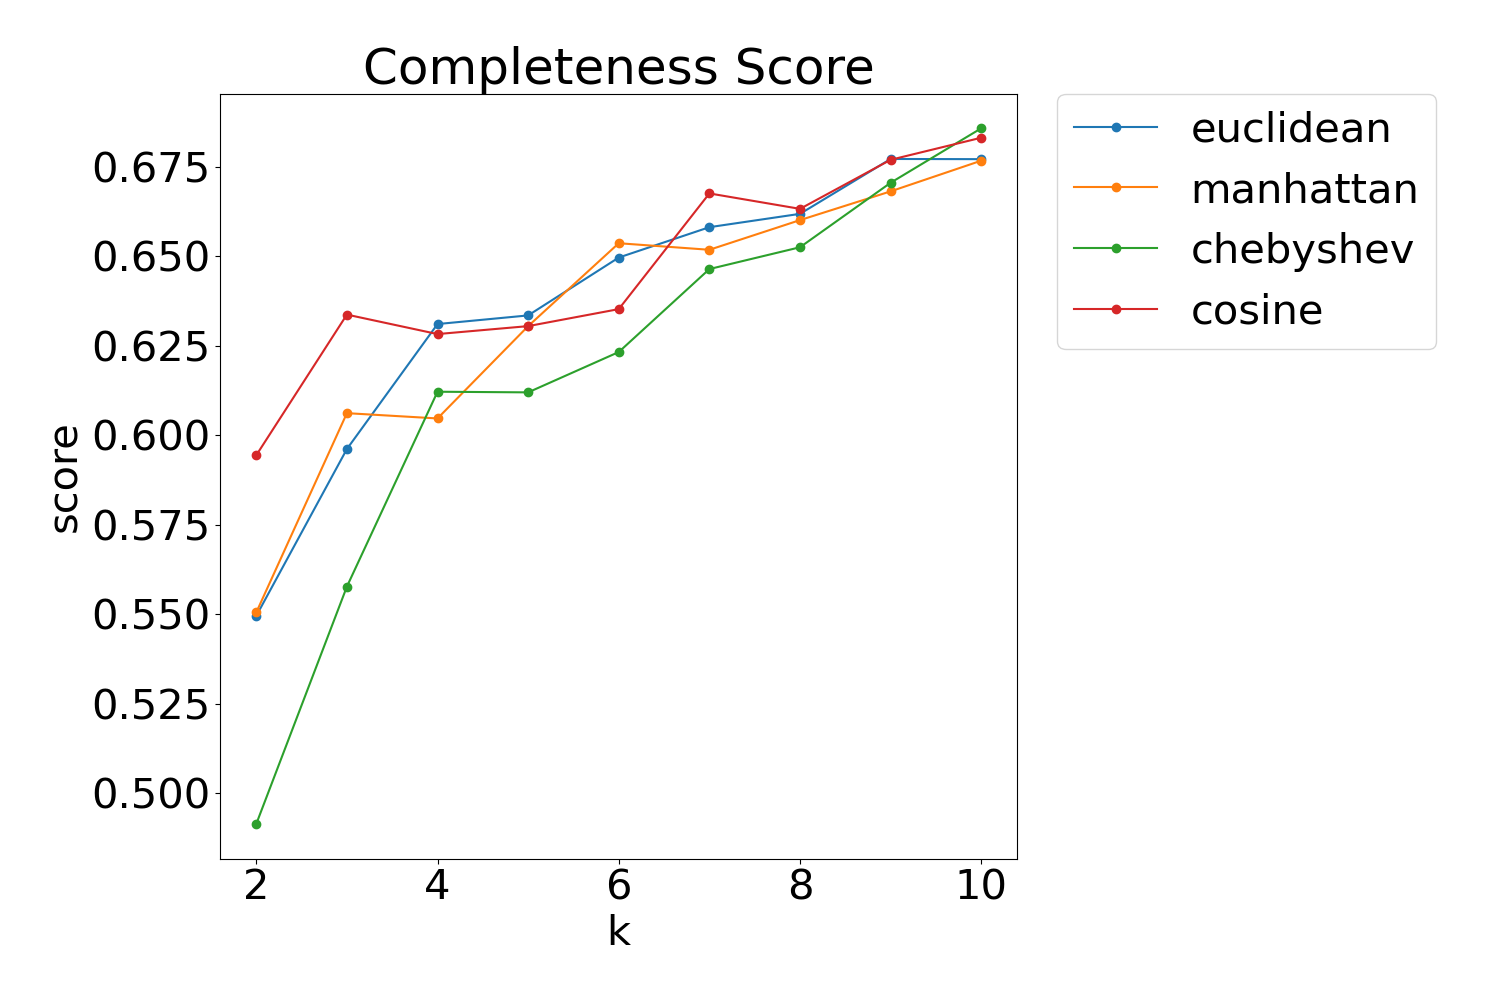 Completeness Score
score
0.675
0.650
0.625
0.600
0.575
0.550
0.525
0.500
2 4 6 8 10
k
euclidean
manhattan
chebyshev
cosine